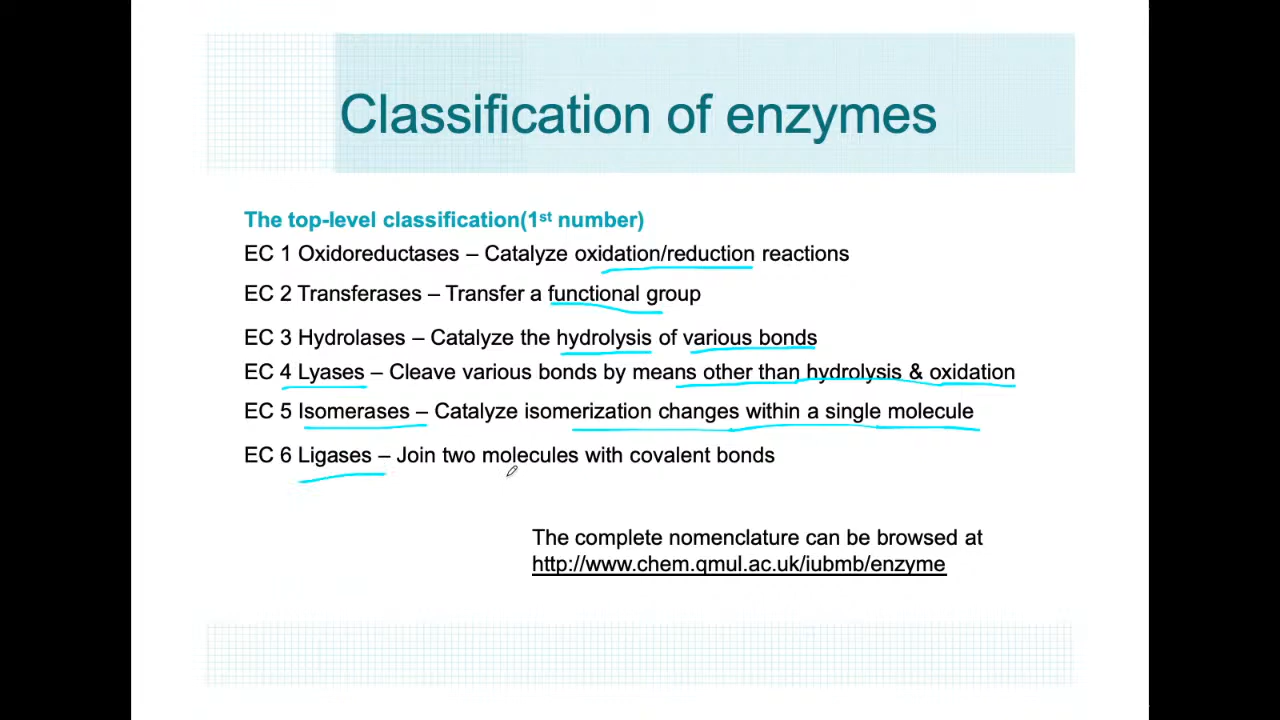 Classification of enzymes
The top-level classification(1st number)
EC 1 Oxidoreductases – Catalyze oxidation/reduction reactions
EC 2 Transferases – Transfer a functional group
EC 3 Hydrolases – Catalyze the hydrolysis of various bonds
EC 4 Lyases – Cleave various bonds by means other than hydrolysis & oxidation
EC 5 Isomerases – Catalyze isomerization changes within a single molecule
EC 6 Ligases – Join two molecules with covalent bonds
The complete nomenclature can be browsed at
http://www.chem.qmul.ac.uk/iubmb/enzyme